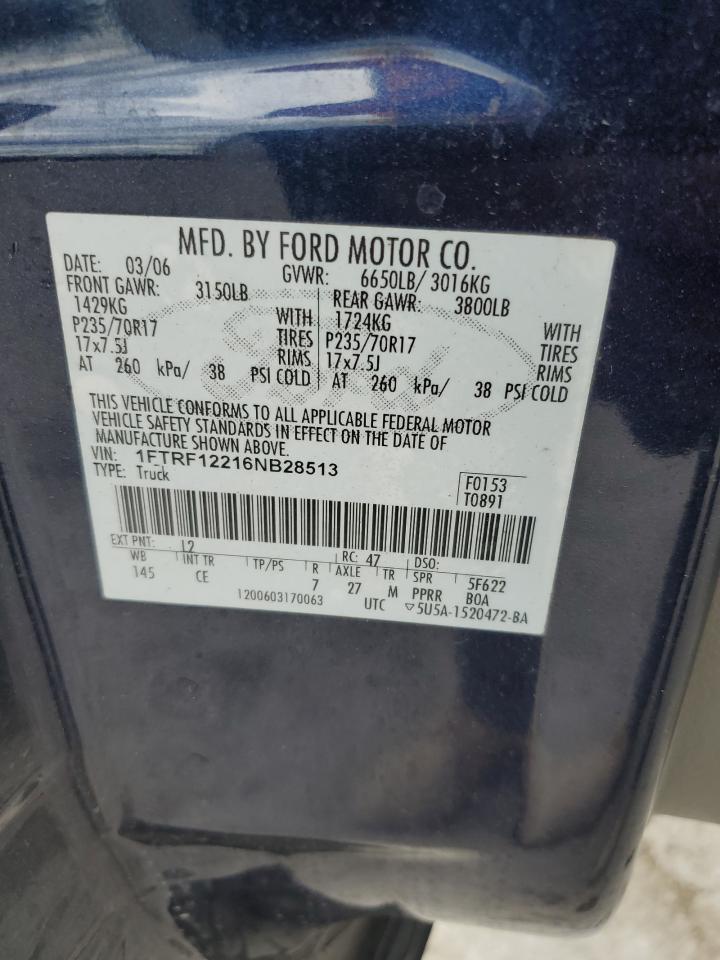 MFD. BY FORD MOTOR CO.
DATE: 03/06 GVWR: 6650LB/ 3016KG
FRONT GAWR: 3150LB REAR GAWR: 3800LB
1429KG WITH 1724KG WITH
P235/70R17 TIRES P235/70R17 TIRES
17x7.5J RIMS 17x7.5J RIMS
AT 260 kPa/ 38 PSI COLD AT 260 kPa/ 38 PSI COLD
THIS VEHICLE CONFORMS TO ALL APPLICABLE FEDERAL MOTOR
VEHICLE SAFETY STANDARDS IN EFFECT ON THE DATE OF
MANUFACTURE SHOWN ABOVE.
VIN: 1FTRF12216NB28513 F0153
TYPE: Truck T0891
EXT PNT: L2 RC: 47 DSO:
WB INT TR TP/PS R AXLE TR SPR 5F622
145 CE 7 27 M PPRR BOA
1200603170063 UTC ▽5U5A-1520472-BA
Ford